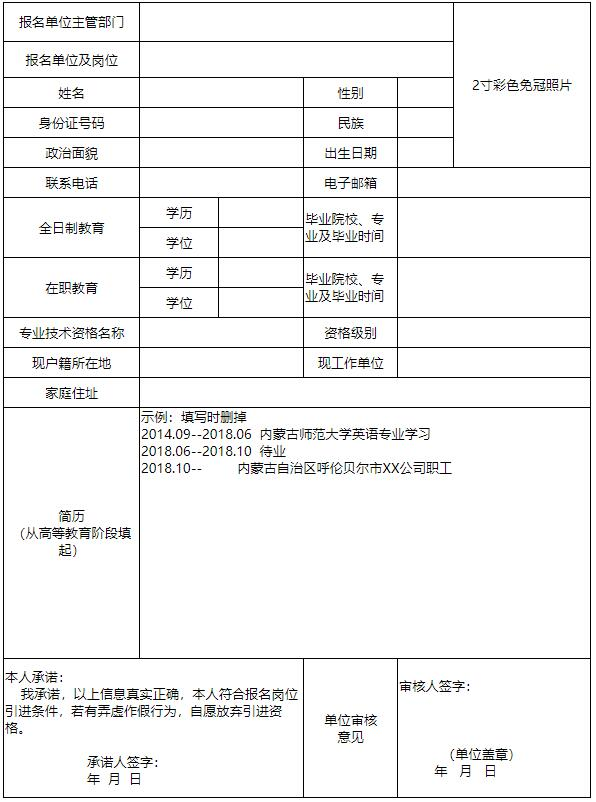 报名单位主管部门
2寸彩色免冠照片
报名单位及岗位
姓名
性别
身份证号码
民族
政治面貌
出生日期
联系电话
电子邮箱
全日制教育
学历
学位
毕业院校、专
业及毕业时间
在职教育
学历
学位
毕业院校、专
业及毕业时间
专业技术资格名称
资格级别
现户籍所在地
现工作单位
家庭住址
简历
（从高等教育阶段填
起）
示例：填写时删掉
2014.09--2018.06 内蒙古师范大学英语专业学习
2018.06--2018.10 待业
2018.10-- 内蒙古自治区呼伦贝尔市XX公司职工
本人承诺：
我承诺，以上信息真实正确，本人符合报名岗位
引进条件，若有弄虚作假行为，自愿放弃引进资
格。
承诺人签字：
年 月 日
单位审核
意见
审核人签字：
（单位盖章）
年 月 日